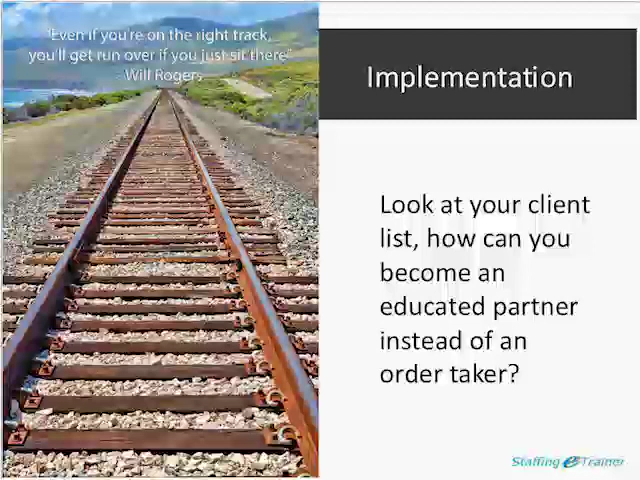 "Even if you're on the right track,
you'll get run over if you just sit there"
Will Rogers
Implementation
Look at your client
list, how can you
become an
educated partner
instead of an
order taker?
Staffing eTrainer